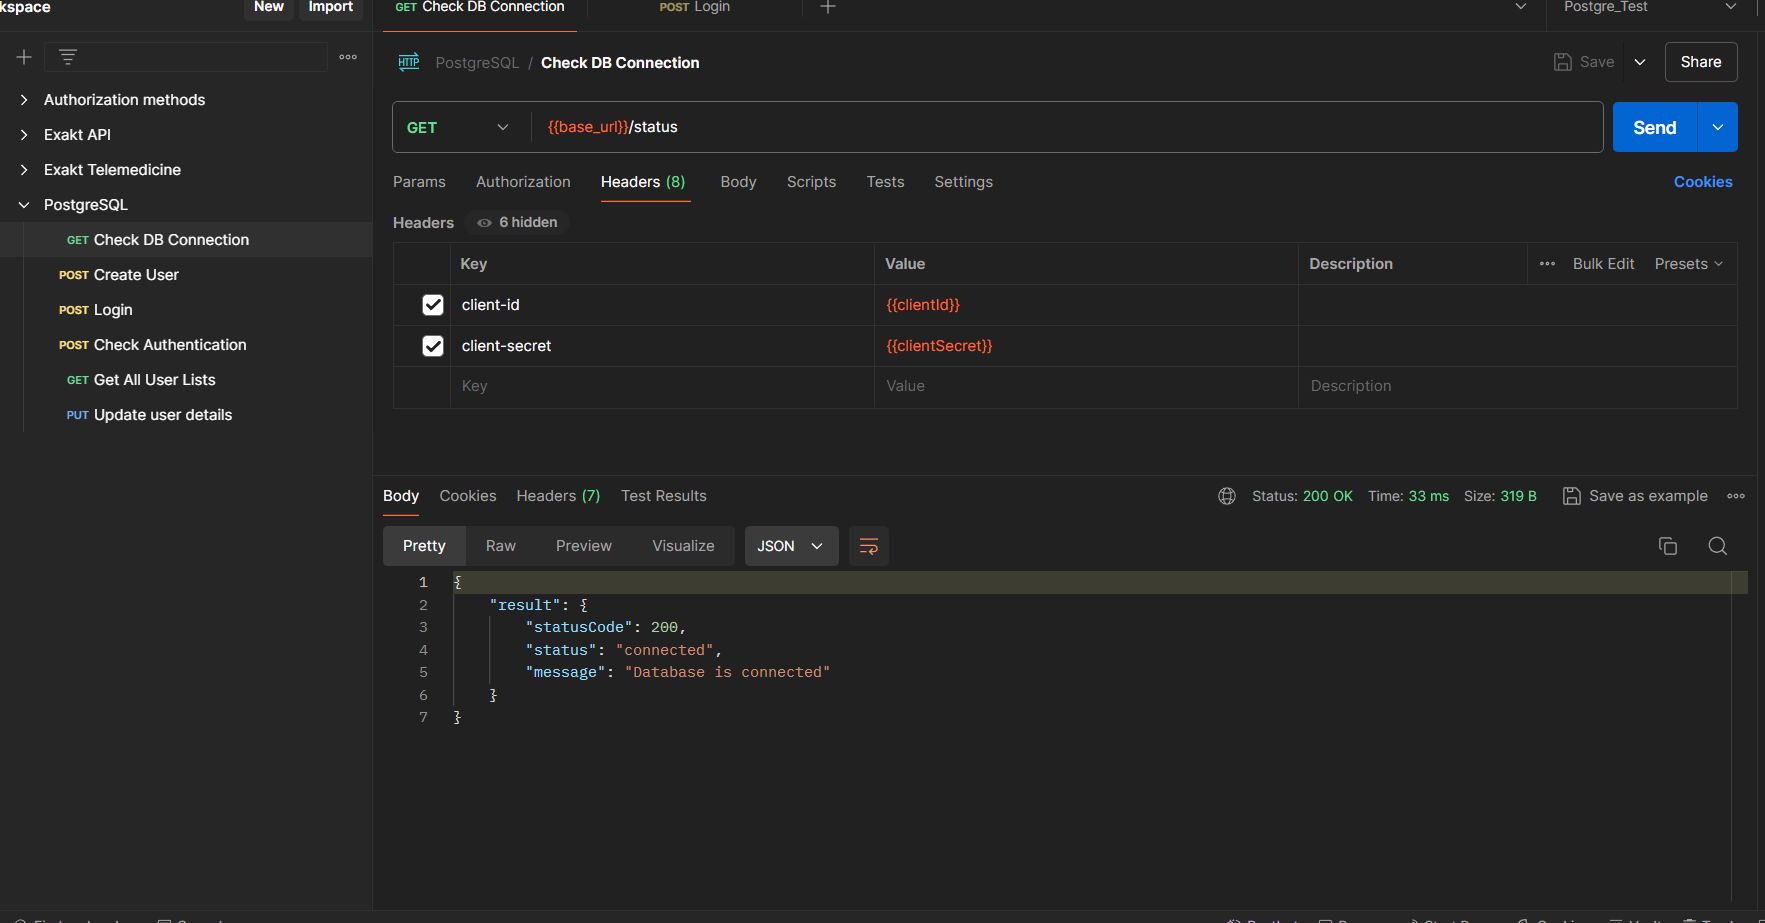 kspace
New
Import
GET Check DB Connection
POST Login
Postgre_Test
Authorization methods
Exakt API
Exakt Telemedicine
PostgreSQL
GET Check DB Connection
POST Create User
POST Login
POST Check Authentication
GET Get All User Lists
PUT Update user details
HTTP PostgreSQL / Check DB Connection
Save
Share
GET {{base_url}}/status
Send
Params Authorization Headers (8) Body Scripts Tests Settings Cookies
Headers 6 hidden
Key Value Description Bulk Edit Presets
client-id {{clientId}}
client-secret {{clientSecret}}
Key Value Description
Body Cookies Headers (7) Test Results Status: 200 OK Time: 33 ms Size: 319 B Save as example
Pretty Raw Preview Visualize JSON
1 {
2 "result": {
3 "statusCode": 200,
4 "status": "connected",
5 "message": "Database is connected"
6 }
7 }